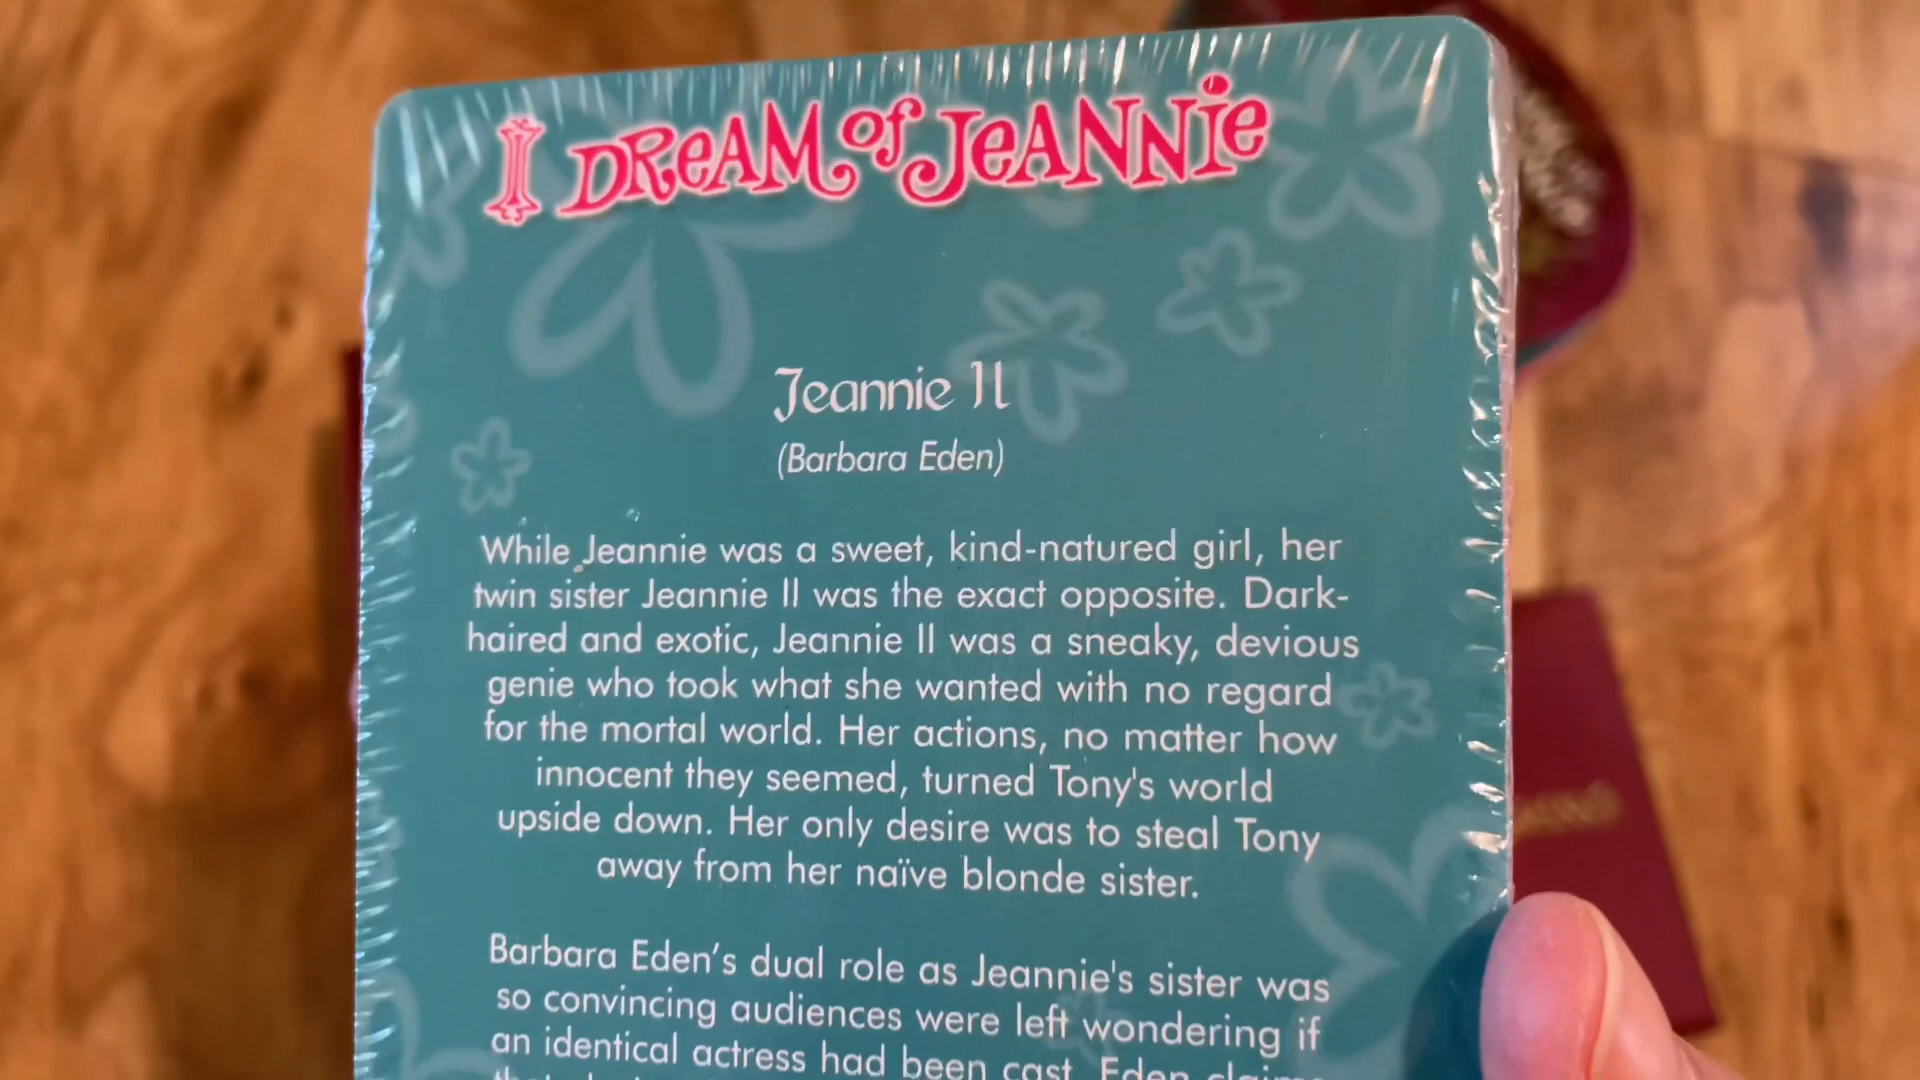 I DREAM of JEANNIE
Jeannie II
(Barbara Eden)
While Jeannie was a sweet, kind-natured girl, her
twin sister Jeannie II was the exact opposite. Dark-
haired and exotic, Jeannie II was a sneaky, devious
genie who took what she wanted with no regard
for the mortal world. Her actions, no matter how
innocent they seemed, turned Tony's world
upside down. Her only desire was to steal Tony
away from her naïve blonde sister.
Barbara Eden’s dual role as Jeannie's sister was
so convincing audiences were left wondering if
an identical actress had been cast. Eden claims